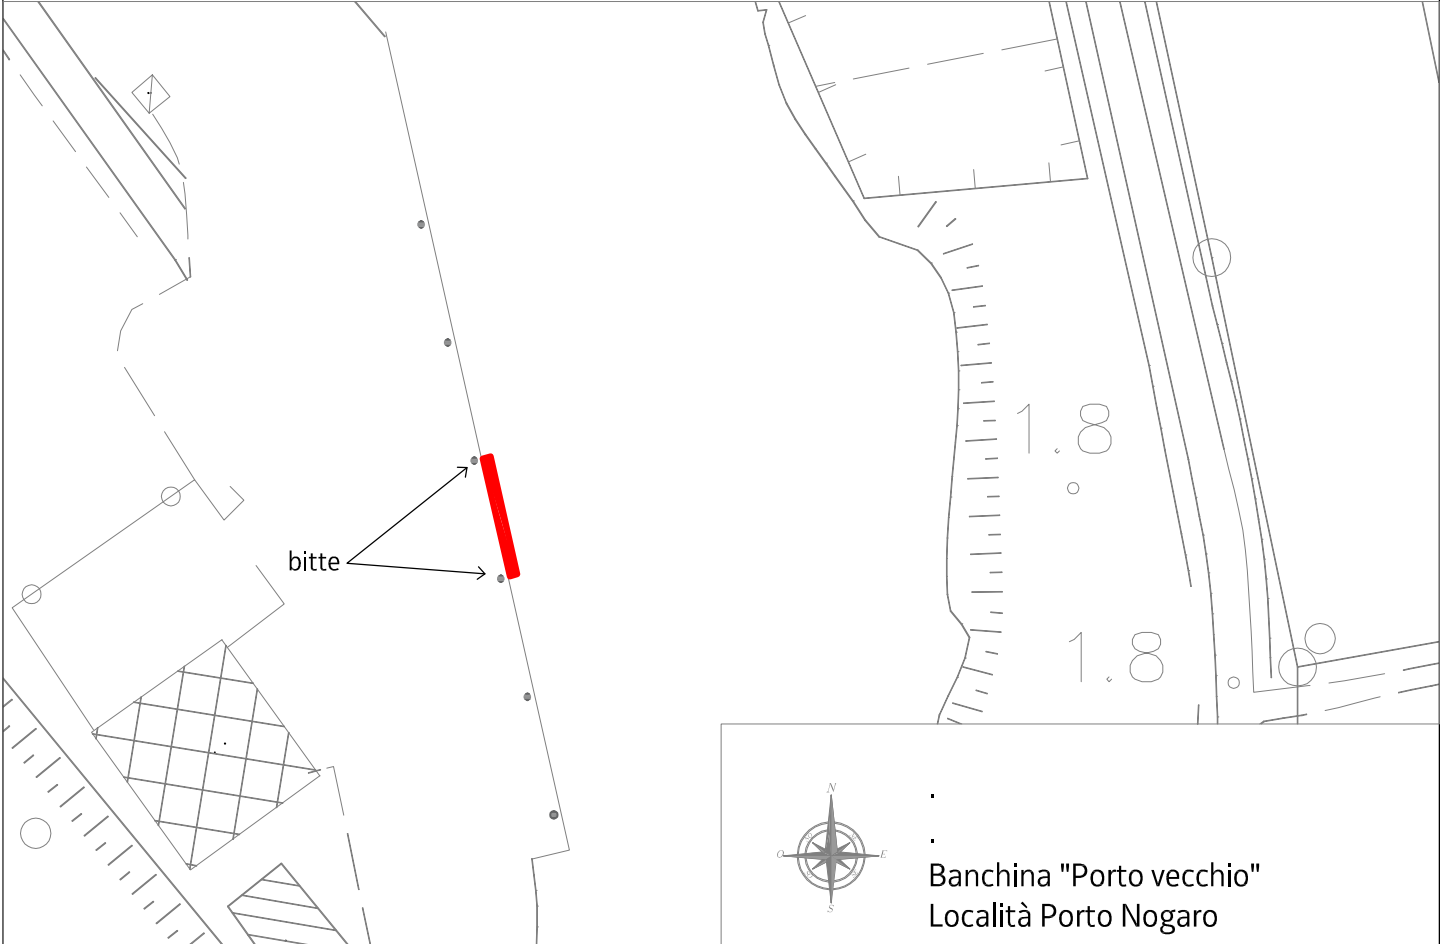 1.8
bitte
1.8
N
O E
S
.
.
Banchina "Porto vecchio"
Località Porto Nogaro